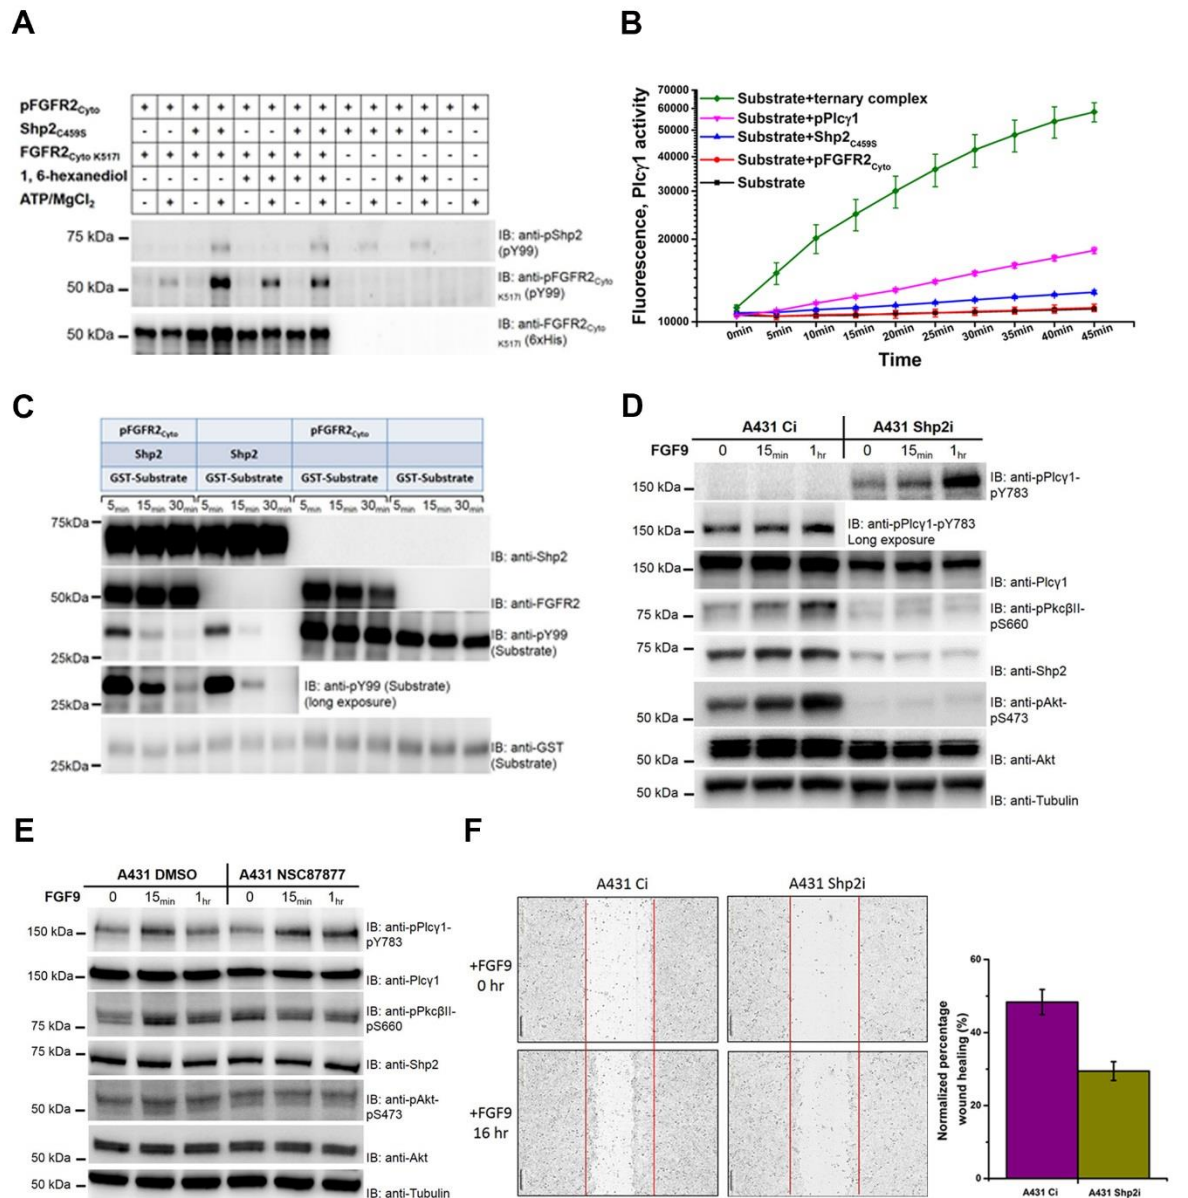 A
pFGFR2Cyto + + + + + + + + + + + + + +
Shp2C459S - - + + - - + + + + + + - -
FGFR2Cyto K517I + + + + + + + + - - - - - -
1, 6-hexanediol - - - - + + + + - - + + - -
ATP/MgCl2 - + - + - + - + - + - + - +
75 kDa
IB: anti-pShp2
(pY99)
50 kDa
IB: anti-pFGFR2Cyto
K517I (pY99)
50 kDa
IB: anti-FGFR2Cyto
K517I (6xHis)
B
Fluorescence, Plcγ1 activity
70000
60000
50000
40000
30000
20000
10000
Substrate+ternary complex
Substrate+pPlcγ1
Substrate+Shp2C459S
Substrate+pFGFR2Cyto
Substrate
0min 5min 10min 15min 20min 25min 30min 35min 40min 45min
Time
C
pFGFR2Cyto pFGFR2Cyto
Shp2 Shp2
GST-Substrate GST-Substrate GST-Substrate GST-Substrate
5min 15min 30min 5min 15min 30min 5min 15min 30min 5min 15min 30min
75kDa
IB: anti-Shp2
50kDa
IB: anti-FGFR2
IB: anti-pY99
(Substrate)
25kDa
IB: anti-pY99 (Substrate)
(long exposure)
25kDa
IB: anti-GST
(Substrate)
25kDa
D
A431 Ci A431 Shp2i
FGF9 0 15min 1hr 0 15min 1hr
150 kDa
IB: anti-pPlcγ1-
pY783
150 kDa
IB: anti-pPlcγ1-pY783
Long exposure
150 kDa
IB: anti-Plcγ1
75 kDa
IB: anti-pPkcβII-
pS660
75 kDa
IB: anti-Shp2
50 kDa
IB: anti-pAkt-
pS473
50 kDa
IB: anti-Akt
50 kDa
IB: anti-Tubulin
E
A431 DMSO A431 NSC87877
FGF9 0 15min 1hr 0 15min 1hr
150 kDa
IB: anti-pPlcγ1-
pY783
150 kDa
IB: anti-Plcγ1
75 kDa
IB: anti-pPkcβII-
pS660
75 kDa
IB: anti-Shp2
50 kDa
IB: anti-pAkt-
pS473
50 kDa
IB: anti-Akt
50 kDa
IB: anti-Tubulin
F
A431 Ci A431 Shp2i
+FGF9
0 hr
+FGF9
16 hr
Normalized percentage
wound healing (%)
60
40
20
0
A431 Ci A431 Shp2i